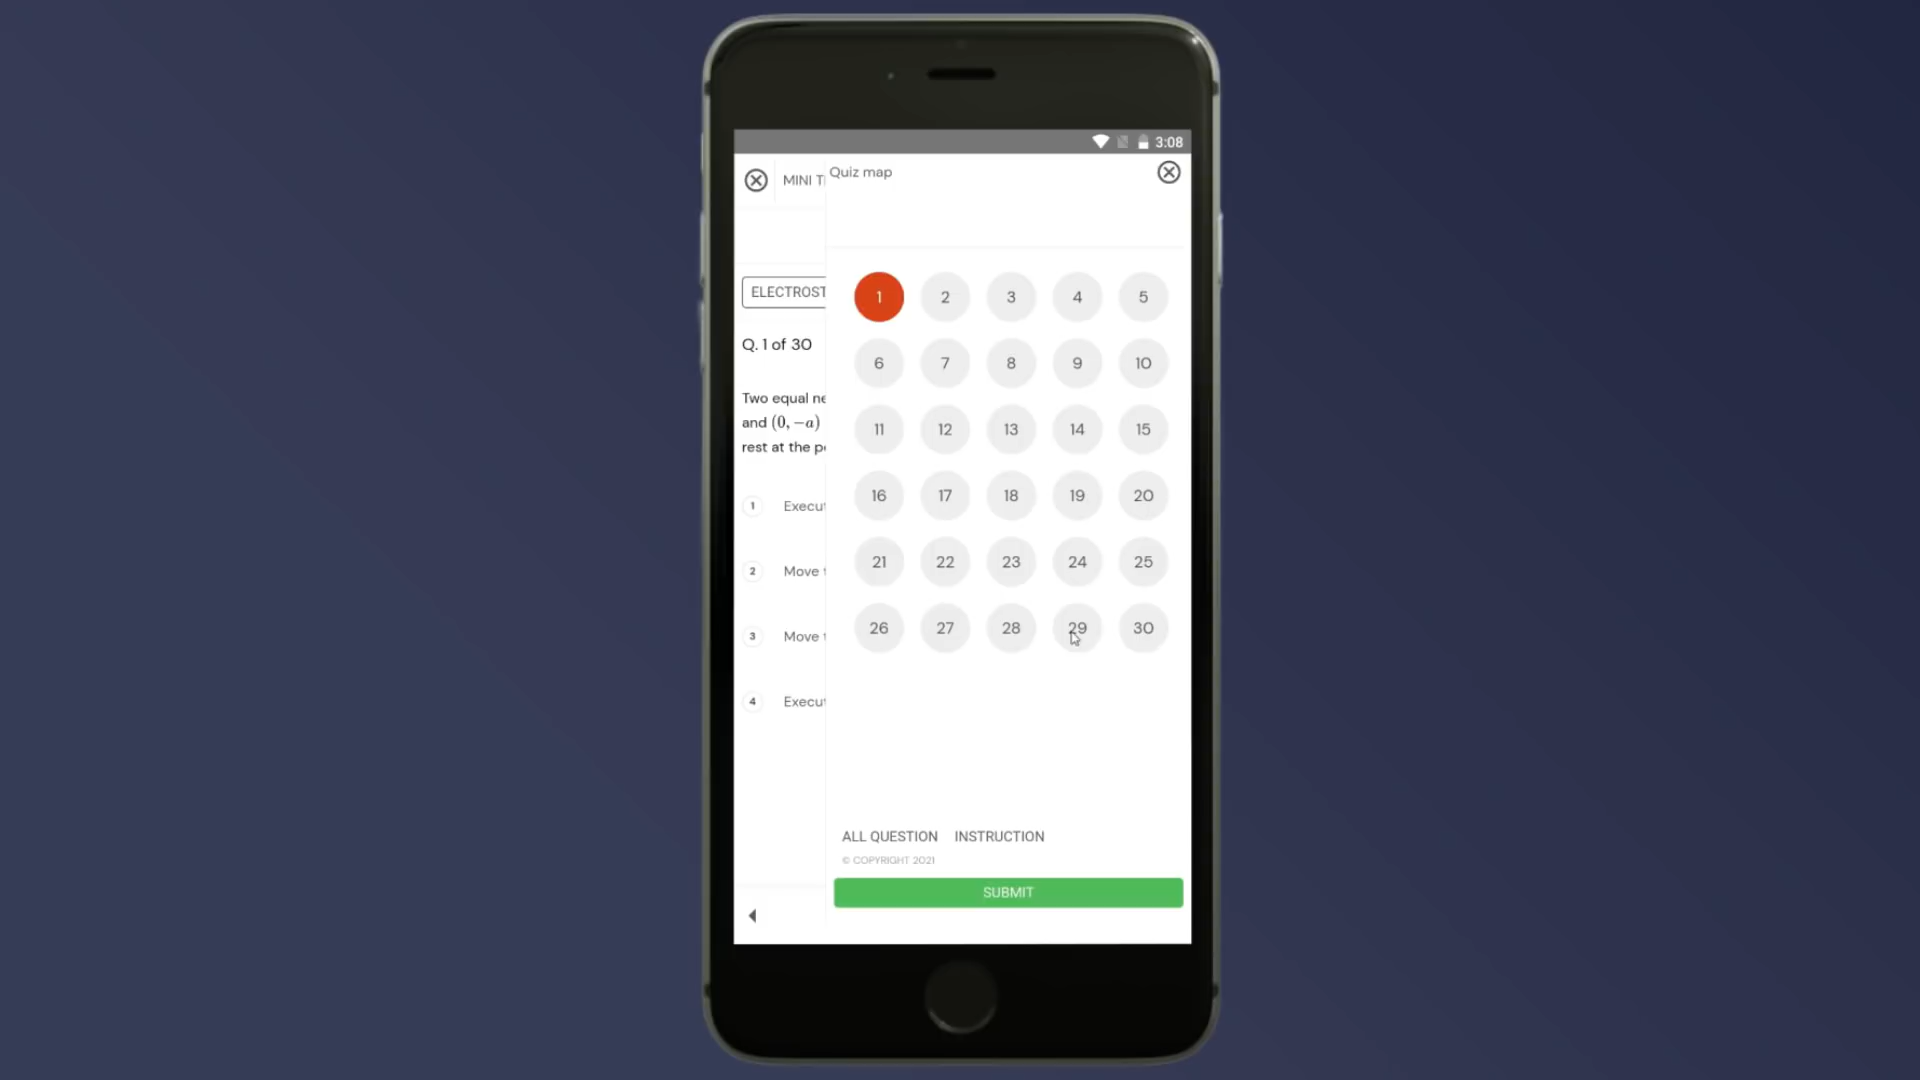 3:08
MINI T
Quiz map
ELECTROST
Q. 1 of 30
Two equal ne
and (0, −a)
rest at the p
1 Execut
2 Move t
3 Move t
4 Execut
1 2 3 4 5
6 7 8 9 10
11 12 13 14 15
16 17 18 19 20
21 22 23 24 25
26 27 28 29 30
ALL QUESTION INSTRUCTION
© COPYRIGHT 2021
SUBMIT